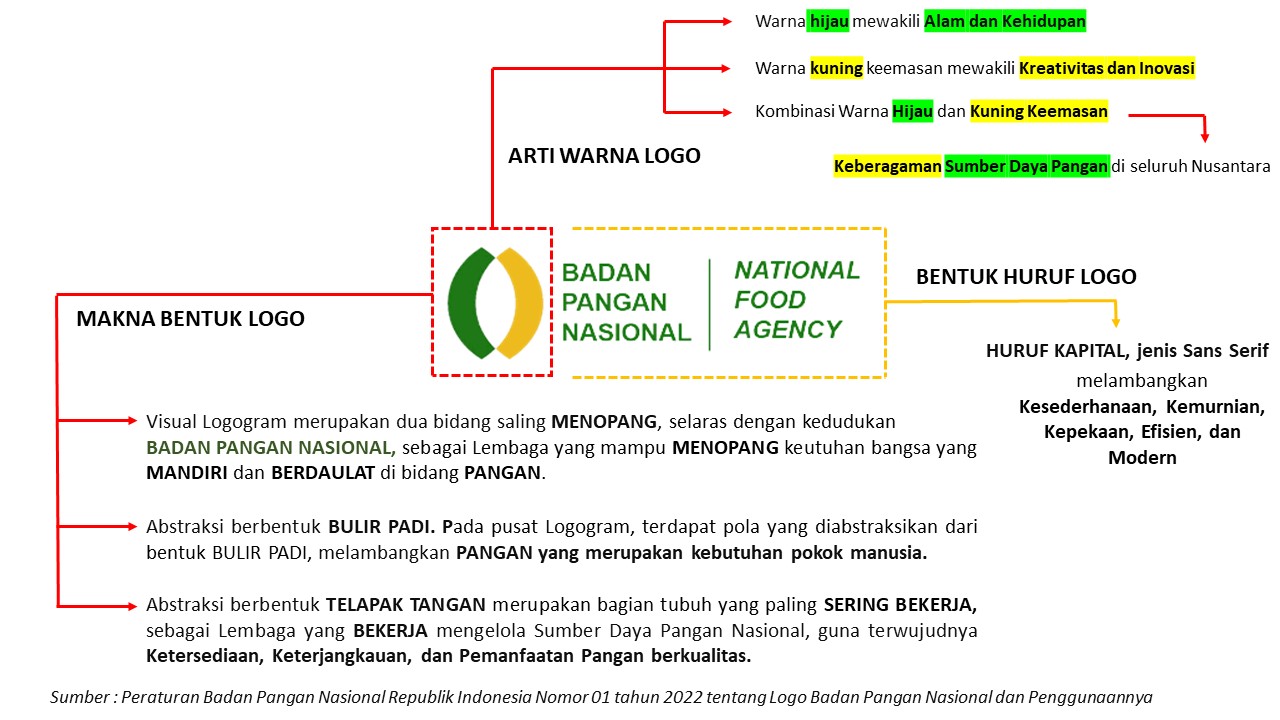 Warna hijau mewakili Alam dan Kehidupan
Warna kuning keemasan mewakili Kreativitas dan Inovasi
Kombinasi Warna Hijau dan Kuning Keemasan
ARTI WARNA LOGO
Keberagaman Sumber Daya Pangan di seluruh Nusantara
BADAN
PANGAN
NASIONAL
NATIONAL
FOOD
AGENCY
BENTUK HURUF LOGO
HURUF KAPITAL, jenis Sans Serif
melambangkan
Kesederhanaan, Kemurnian,
Kepekaan, Efisien, dan
Modern
MAKNA BENTUK LOGO
Visual Logogram merupakan dua bidang saling MENOPANG, selaras dengan kedudukan
BADAN PANGAN NASIONAL, sebagai Lembaga yang mampu MENOPANG keutuhan bangsa yang
MANDIRI dan BERDAULAT di bidang PANGAN.
Abstraksi berbentuk BULIR PADI. Pada pusat Logogram, terdapat pola yang diabstraksikan dari
bentuk BULIR PADI, melambangkan PANGAN yang merupakan kebutuhan pokok manusia.
Abstraksi berbentuk TELAPAK TANGAN merupakan bagian tubuh yang paling SERING BEKERJA,
sebagai Lembaga yang BEKERJA mengelola Sumber Daya Pangan Nasional, guna terwujudnya
Ketersediaan, Keterjangkauan, dan Pemanfaatan Pangan berkualitas.
Sumber : Peraturan Badan Pangan Nasional Republik Indonesia Nomor 01 tahun 2022 tentang Logo Badan Pangan Nasional dan Penggunaannya